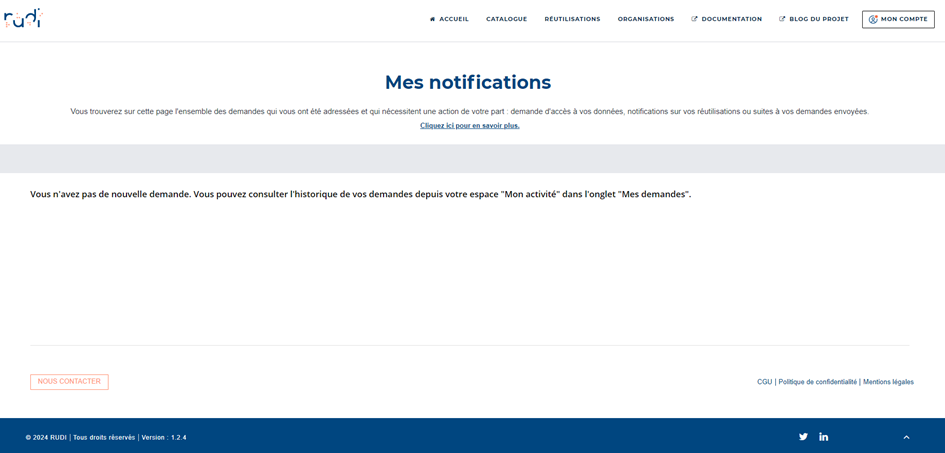 rudi
ACCUEIL CATALOGUE RÉUTILISATIONS ORGANISATIONS DOCUMENTATION BLOG DU PROJET MON COMPTE
Mes notifications
Vous trouverez sur cette page l'ensemble des demandes qui vous ont été adressées et qui nécessitent une action de votre part : demande d'accès à vos données, notifications sur vos réutilisations ou suites à vos demandes envoyées.
Cliquez ici pour en savoir plus.
Vous n'avez pas de nouvelle demande. Vous pouvez consulter l'historique de vos demandes depuis votre espace "Mon activité" dans l'onglet "Mes demandes".
NOUS CONTACTER
CGU | Politique de confidentialité | Mentions légales
© 2024 RUDI | Tous droits réservés | Version : 1.2.4